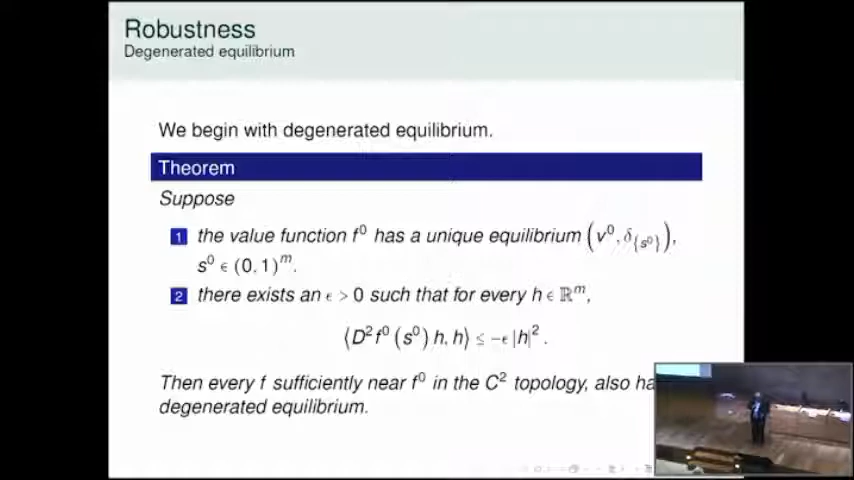 Robustness
Degenerated equilibrium
We begin with degenerated equilibrium.
Theorem
Suppose
1 the value function f⁰ has a unique equilibrium (v⁰, δ_{s⁰}),
s⁰ ∈ (0, 1)ᵐ.
2 there exists an ϵ > 0 such that for every h ∈ ℝᵐ,
⟨D²f⁰(s⁰) h, h⟩ ≤ −ϵ |h|².
Then every f sufficiently near f⁰ in the C² topology, also
degenerated equilibrium.